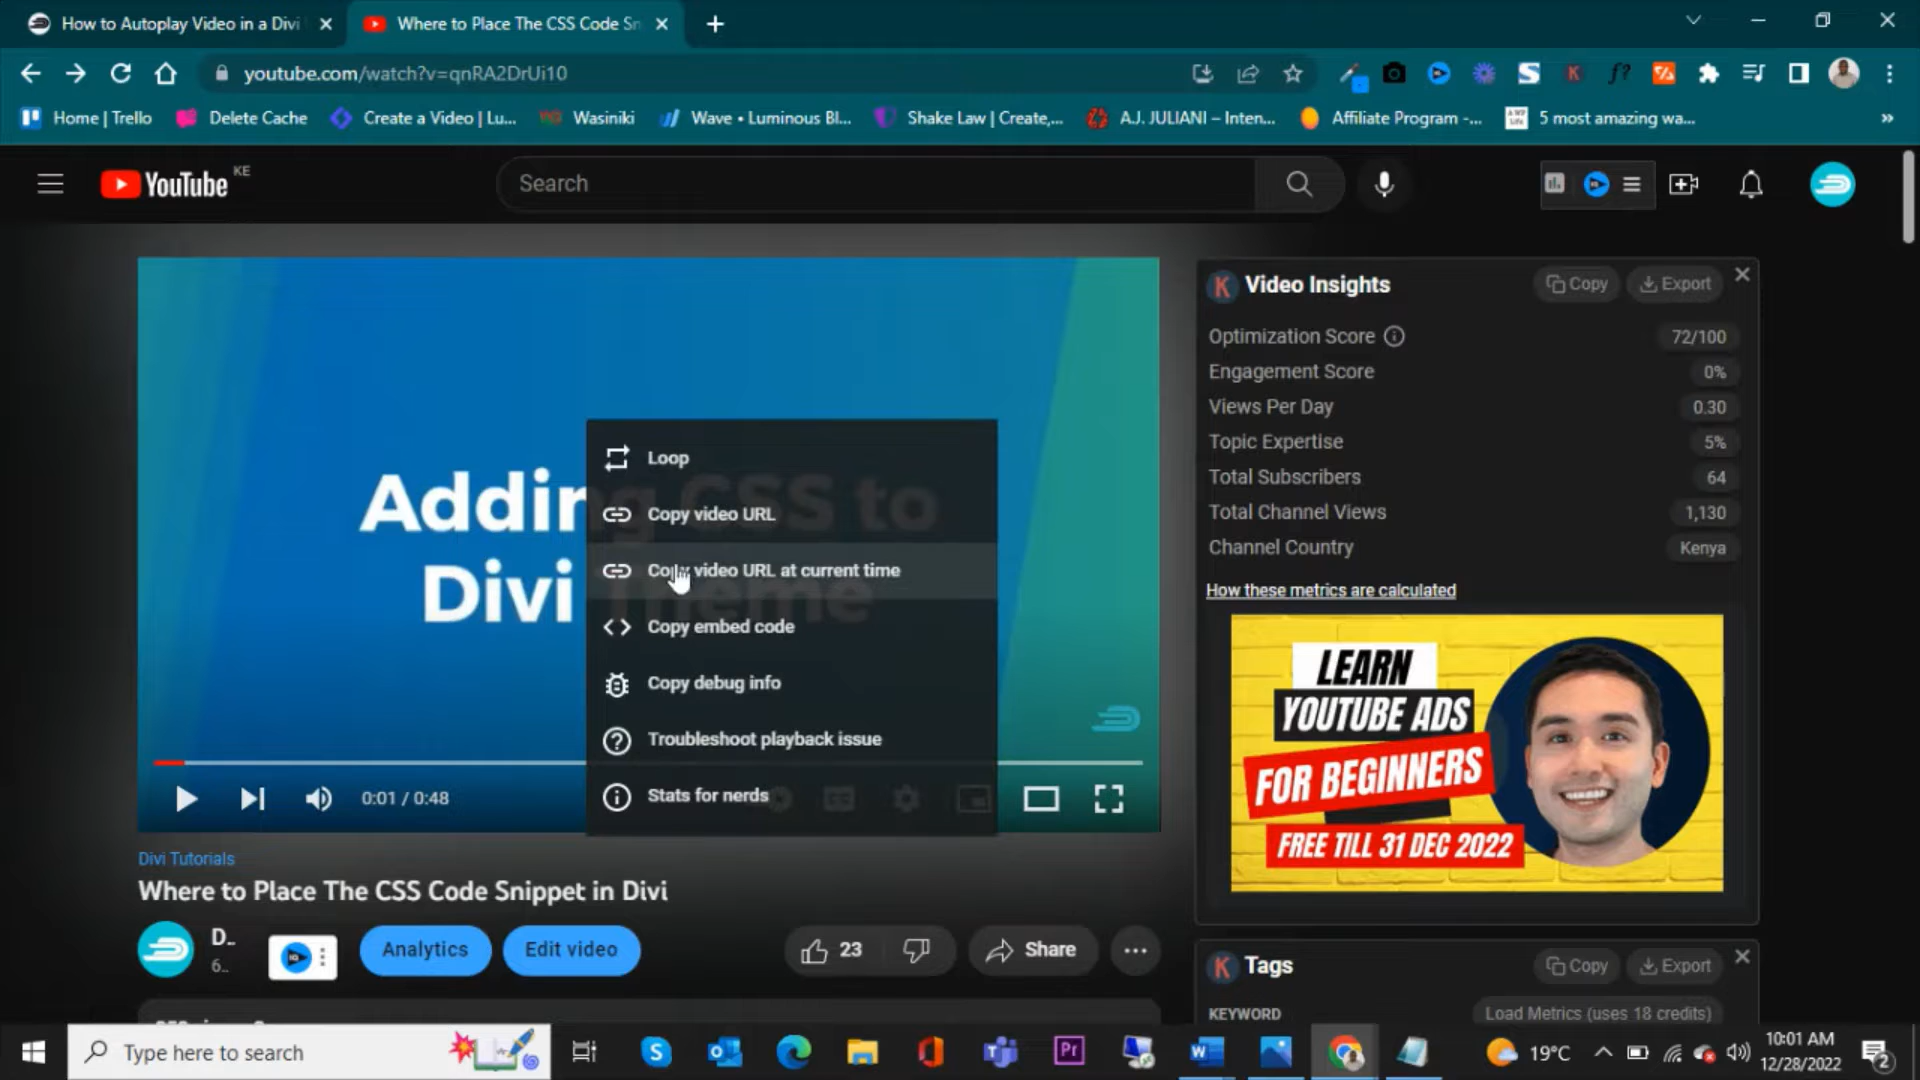 How to Autoplay Video in a Divi
Where to Place The CSS Code Sn
youtube.com/watch?v=qnRA2DrUi10
Home | Trello
Delete Cache
Create a Video | Lu...
Wasiniki
Wave • Luminous Bl...
Shake Law | Create,...
A.J. JULIANI – Inten...
Affiliate Program -...
5 most amazing wa...
YouTube KE
Search
Adding CSS to
Divi Theme
Loop
Copy video URL
Copy video URL at current time
Copy embed code
Copy debug info
Troubleshoot playback issue
Stats for nerds
0:01 / 0:48
Video Insights
Copy
Export
Optimization Score 72/100
Engagement Score 0%
Views Per Day 0.30
Topic Expertise 5%
Total Subscribers 64
Total Channel Views 1,130
Channel Country Kenya
How these metrics are calculated
LEARN
YOUTUBE ADS
FOR BEGINNERS
FREE TILL 31 DEC 2022
Divi Tutorials
Where to Place The CSS Code Snippet in Divi
D..
6..
Analytics
Edit video
23
Share
Tags
Copy
Export
KEYWORD
Load Metrics (uses 18 credits)
Type here to search
Pr
19°C
10:01 AM
12/28/2022
2